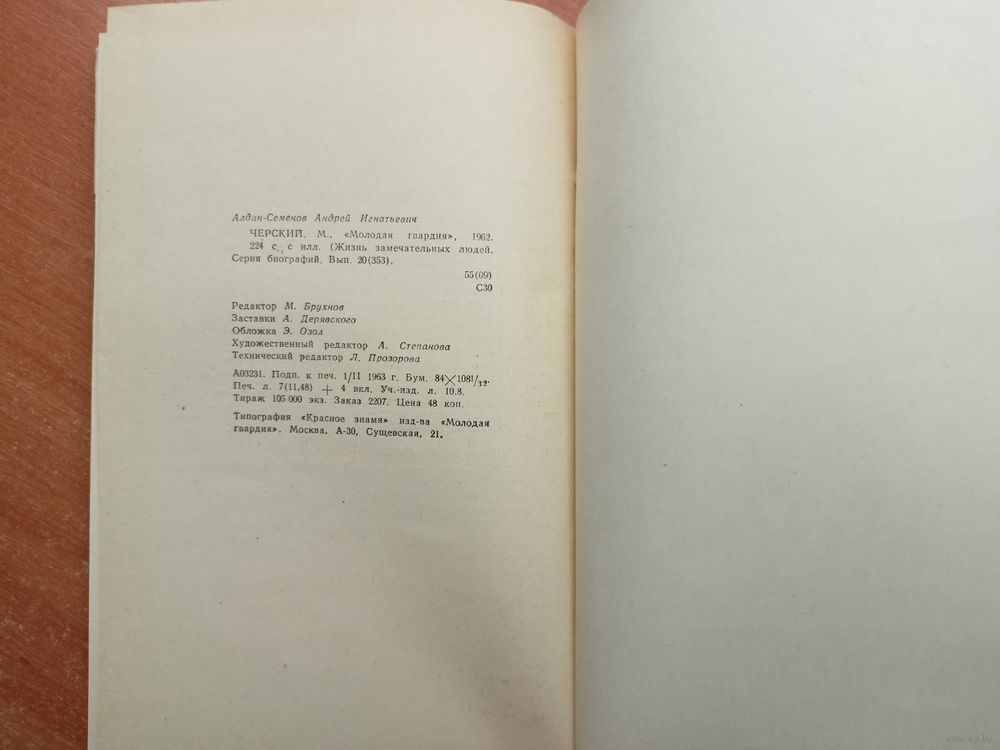 Алдан-Семенов Андрей Игнатьевич
ЧЕРСКИЙ. М., «Молодая гвардия», 1962.
224 с., с илл. (Жизнь замечательных людей.
Серия биографий. Вып. 20(353).
55(09)
С30
Редактор М. Брухнов
Заставки А. Дерявского
Обложка Э. Озол
Художественный редактор А. Степанова
Технический редактор Л. Прозорова
А03231. Подп. к печ. 1/II 1963 г. Бум. 84×1081/32.
Печ. л. 7(11,48) + 4 вкл. Уч.-изд. л. 10.8.
Тираж 105 000 экз. Заказ 2207. Цена 48 коп.
Типография «Красное знамя» изд-ва «Молодая
гвардия». Москва, А-30, Сущевская, 21.
www.ay.by